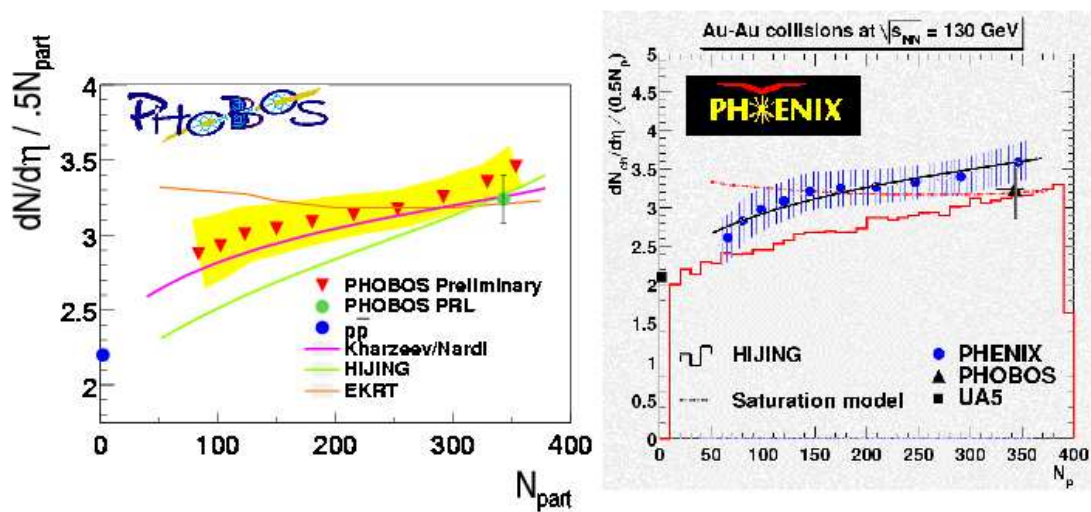 PHOBOS
dN/dη / .5N_part
4
3.5
3
2.5
2
PHOBOS Preliminary
PHOBOS PRL
pp̅
Kharzeev/Nardi
HIJING
EKRT
0 100 200 300 400
N_part
Au-Au collisions at √s_NN = 130 GeV
PHENIX
dN_ch/dη / (0.5N_p)
5
4.5
4
3.5
3
2.5
2
1.5
1
0.5
0
HIJING
Saturation model
PHENIX
PHOBOS
UA5
0 50 100 150 200 250 300 350 400
N_p